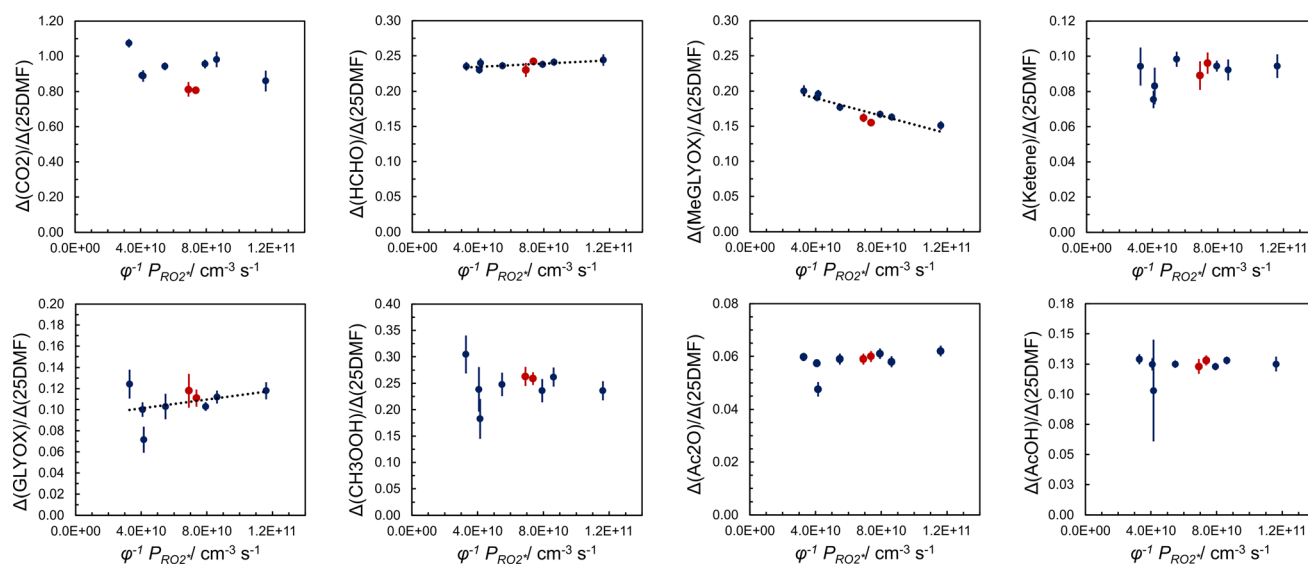 Δ(CO2)/Δ(25DMF)
1.20
1.00
0.80
0.60
0.40
0.20
0.00
0.0E+00 4.0E+10 8.0E+10 1.2E+11
φ⁻¹ P_RO2*/ cm⁻³ s⁻¹
Δ(HCHO)/Δ(25DMF)
0.30
0.25
0.20
0.15
0.10
0.05
0.00
0.0E+00 4.0E+10 8.0E+10 1.2E+11
φ⁻¹ P_RO2*/ cm⁻³ s⁻¹
Δ(MeGLYOX)/Δ(25DMF)
0.30
0.25
0.20
0.15
0.10
0.05
0.00
0.0E+00 4.0E+10 8.0E+10 1.2E+11
φ⁻¹ P_RO2*/ cm⁻³ s⁻¹
Δ(Ketene)/Δ(25DMF)
0.12
0.10
0.08
0.06
0.04
0.02
0.00
0.0E+00 4.0E+10 8.0E+10 1.2E+11
φ⁻¹ P_RO2*/ cm⁻³ s⁻¹
Δ(GLYOX)/Δ(25DMF)
0.20
0.18
0.16
0.14
0.12
0.10
0.08
0.06
0.04
0.02
0.00
0.0E+00 4.0E+10 8.0E+10 1.2E+11
φ⁻¹ P_RO2*/ cm⁻³ s⁻¹
Δ(CH3OOH)/Δ(25DMF)
0.40
0.35
0.30
0.25
0.20
0.15
0.10
0.05
0.00
0.0E+00 4.0E+10 8.0E+10 1.2E+11
φ⁻¹ P_RO2*/ cm⁻³ s⁻¹
Δ(Ac2O)/Δ(25DMF)
0.08
0.06
0.04
0.02
0.00
0.0E+00 4.0E+10 8.0E+10 1.2E+11
φ⁻¹ P_RO2*/ cm⁻³ s⁻¹
Δ(AcOH)/Δ(25DMF)
0.18
0.15
0.13
0.10
0.08
0.05
0.03
0.00
0.0E+00 4.0E+10 8.0E+10 1.2E+11
φ⁻¹ P_RO2*/ cm⁻³ s⁻¹